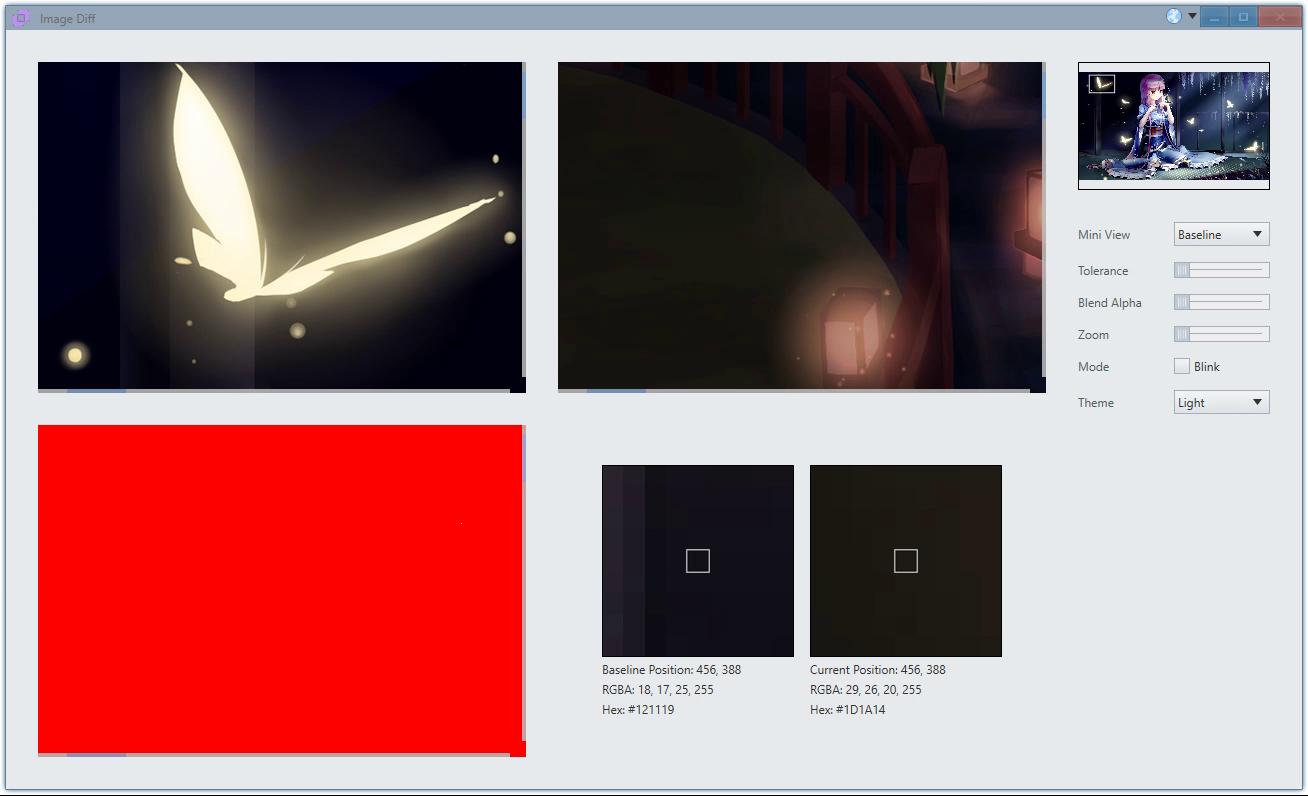 Image Diff
Mini View
Baseline
Tolerance
Blend Alpha
Zoom
Mode
Blink
Theme
Light
Baseline Position: 456, 388
RGBA: 18, 17, 25, 255
Hex: #121119
Current Position: 456, 388
RGBA: 29, 26, 20, 255
Hex: #1D1A14